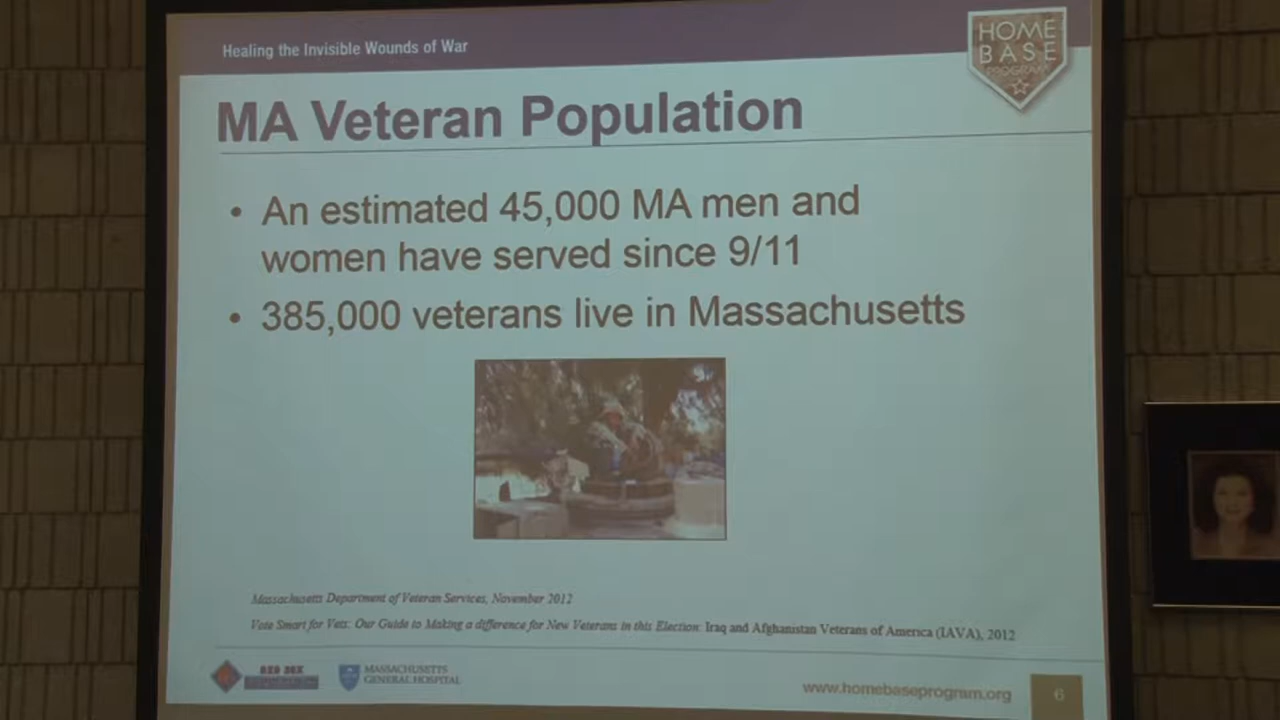 Healing the Invisible Wounds of War
HOME
BASE
PROGRAM
MA Veteran Population
• An estimated 45,000 MA men and
women have served since 9/11
• 385,000 veterans live in Massachusetts
Massachusetts Department of Veteran Services, November 2012
Vote Smart for Vets: Our Guide to Making a difference for New Veterans in this Election: Iraq and Afghanistan Veterans of America (IAVA), 2012
RED SOX
MASSACHUSETTS
GENERAL HOSPITAL
www.homebaseprogram.org
6